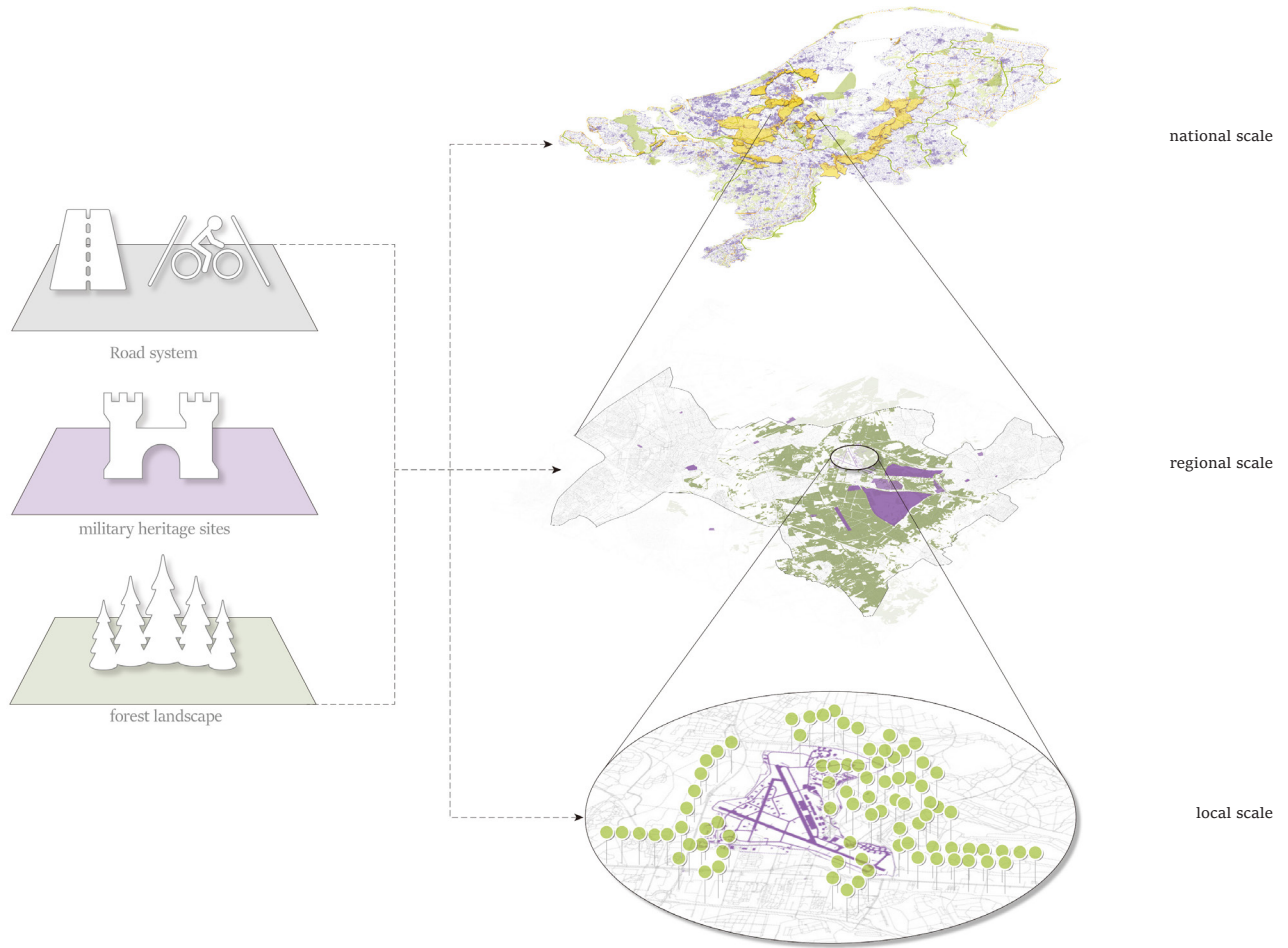 national scale
Road system
military heritage sites
regional scale
forest landscape
local scale